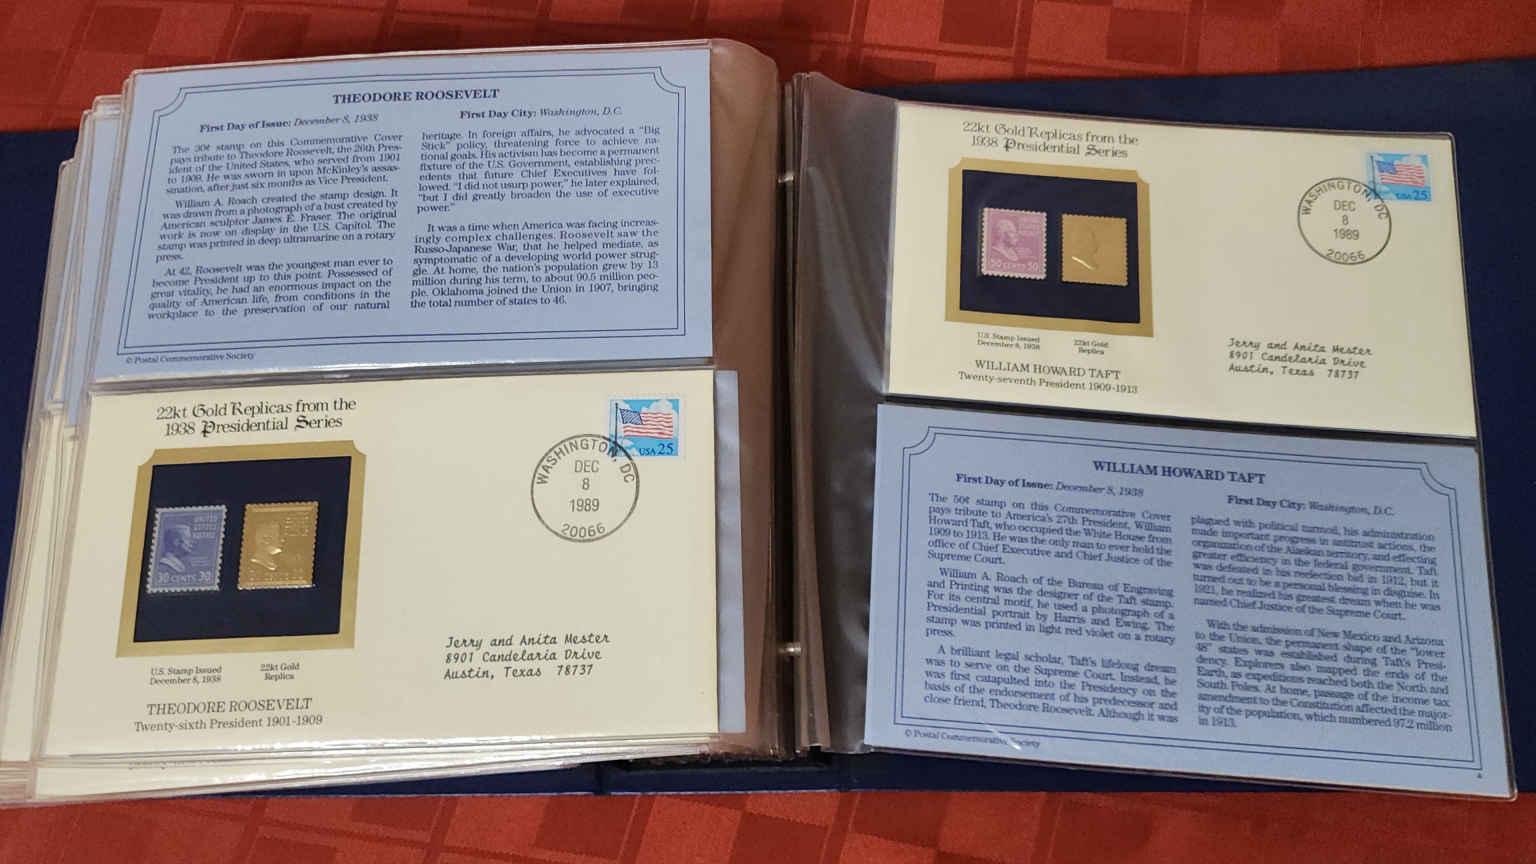 THEODORE ROOSEVELT
First Day of Issue: December 8, 1938
First Day City: Washington, D.C.
The 30¢ stamp on this Commemorative Cover
pays tribute to Theodore Roosevelt, the 26th Pres-
ident of the United States, who served from 1901
to 1909. He was sworn in upon McKinley's assas-
sination, after just six months as Vice President.
William A. Roach created the stamp design. It
was drawn from a photograph of a bust created by
American sculptor James E. Fraser. The original
work is now on display in the U.S. Capitol. The
stamp was printed in deep ultramarine on a rotary
press.
At 42, Roosevelt was the youngest man ever to
become President up to this point. Possessed of
great vitality, he had an enormous impact on the
quality of American life, from conditions in the
workplace to the preservation of our natural
heritage. In foreign affairs, he advocated a "Big
Stick" policy, threatening force to achieve na-
tional goals. His activism has become a permanent
fixture of the U.S. Government, establishing prec-
edents that future Chief Executives have fol-
lowed. "I did not usurp power," he later explained,
"but I did greatly broaden the use of executive
power."
It was a time when America was facing increas-
ingly complex challenges. Roosevelt saw the
Russo-Japanese War, that he helped mediate, as
symptomatic of a developing world power strug-
gle. At home, the nation's population grew by 13
million during his term, to about 90.5 million peo-
ple. Oklahoma joined the Union in 1907, bringing
the total number of states to 46.
© Postal Commemorative Society
22kt Gold Replicas from the
1938 Presidential Series
UNITED
STATES
POSTAGE
30 CENTS 30
USA 25
WASHINGTON, DC
DEC
8
1989
20066
U.S. Stamp Issued
December 8, 1938
22kt Gold
Replica
THEODORE ROOSEVELT
Twenty-sixth President 1901-1909
Jerry and Anita Mester
8901 Candelaria Drive
Austin, Texas 78737
22kt Gold Replicas from the
1938 Presidential Series
50 CENTS 50
USA 25
WASHINGTON, DC
DEC
8
1989
20066
U.S. Stamp Issued
December 8, 1938
22kt Gold
Replica
WILLIAM HOWARD TAFT
Twenty-seventh President 1909-1913
Jerry and Anita Mester
8901 Candelaria Drive
Austin, Texas 78737
WILLIAM HOWARD TAFT
First Day of Issue: December 8, 1938
First Day City: Washington, D.C.
The 50¢ stamp on this Commemorative Cover
pays tribute to America's 27th President, William
Howard Taft, who occupied the White House from
1909 to 1913. He was the only man to ever hold the
office of Chief Executive and Chief Justice of the
Supreme Court.
William A. Roach of the Bureau of Engraving
and Printing was the designer of the Taft stamp.
For its central motif, he used a photograph of a
Presidential portrait by Harris and Ewing. The
stamp was printed in light red violet on a rotary
press.
A brilliant legal scholar, Taft's lifelong dream
was to serve on the Supreme Court. Instead, he
was first catapulted into the Presidency on the
basis of the endorsement of his predecessor and
close friend, Theodore Roosevelt. Although it was
plagued with political turmoil, his administration
made important progress in antitrust actions, the
organization of the Alaskan territory, and effecting
greater efficiency in the federal government. Taft
was defeated in his reelection bid in 1912, but it
turned out to be a personal blessing in disguise. In
1921, he realized his greatest dream when he was
named Chief Justice of the Supreme Court.
With the admission of New Mexico and Arizona
to the Union, the permanent shape of the "lower
48" states was established during Taft's Presi-
dency. Explorers also mapped the ends of the
Earth, as expeditions reached both the North and
South Poles. At home, passage of the income tax
amendment to the Constitution affected the major-
ity of the population, which numbered 97.2 million
in 1913.
© Postal Commemorative Society